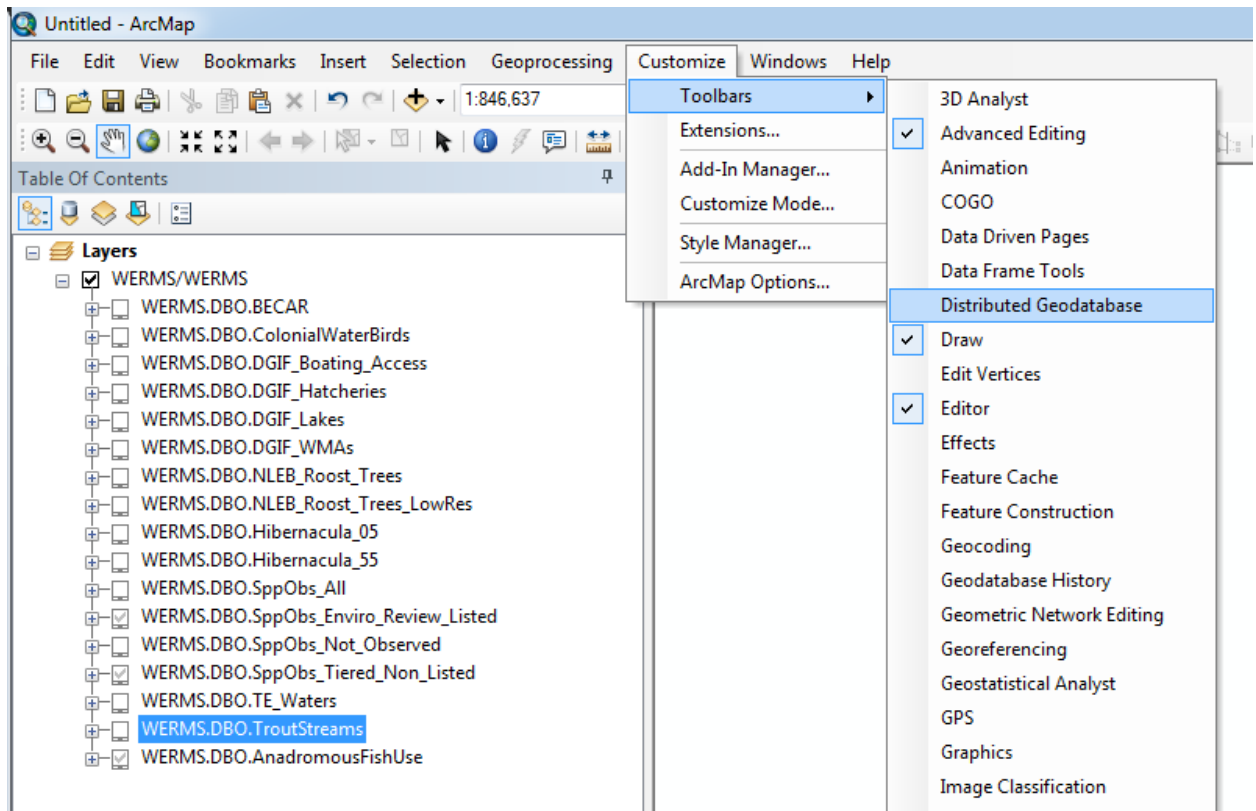 Untitled - ArcMap
File Edit View Bookmarks Insert Selection Geoprocessing Customize Windows Help
1:846,637
Table Of Contents
Layers
WERMS/WERMS
WERMS.DBO.BECAR
WERMS.DBO.ColonialWaterBirds
WERMS.DBO.DGIF_Boating_Access
WERMS.DBO.DGIF_Hatcheries
WERMS.DBO.DGIF_Lakes
WERMS.DBO.DGIF_WMAs
WERMS.DBO.NLEB_Roost_Trees
WERMS.DBO.NLEB_Roost_Trees_LowRes
WERMS.DBO.Hibernacula_05
WERMS.DBO.Hibernacula_55
WERMS.DBO.SppObs_All
WERMS.DBO.SppObs_Enviro_Review_Listed
WERMS.DBO.SppObs_Not_Observed
WERMS.DBO.SppObs_Tiered_Non_Listed
WERMS.DBO.TE_Waters
WERMS.DBO.TroutStreams
WERMS.DBO.AnadromousFishUse
Toolbars
Extensions...
Add-In Manager...
Customize Mode...
Style Manager...
ArcMap Options...
3D Analyst
Advanced Editing
Animation
COGO
Data Driven Pages
Data Frame Tools
Distributed Geodatabase
Draw
Edit Vertices
Editor
Effects
Feature Cache
Feature Construction
Geocoding
Geodatabase History
Geometric Network Editing
Georeferencing
Geostatistical Analyst
GPS
Graphics
Image Classification